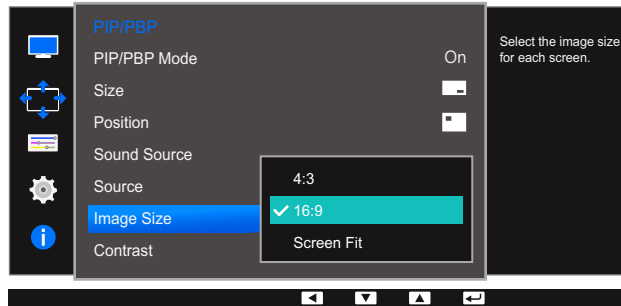 PIP/PBP
PIP/PBP Mode On
Size
Position
Sound Source
Source
Image Size
Contrast
4:3
16:9
Screen Fit
Select the image size
for each screen.